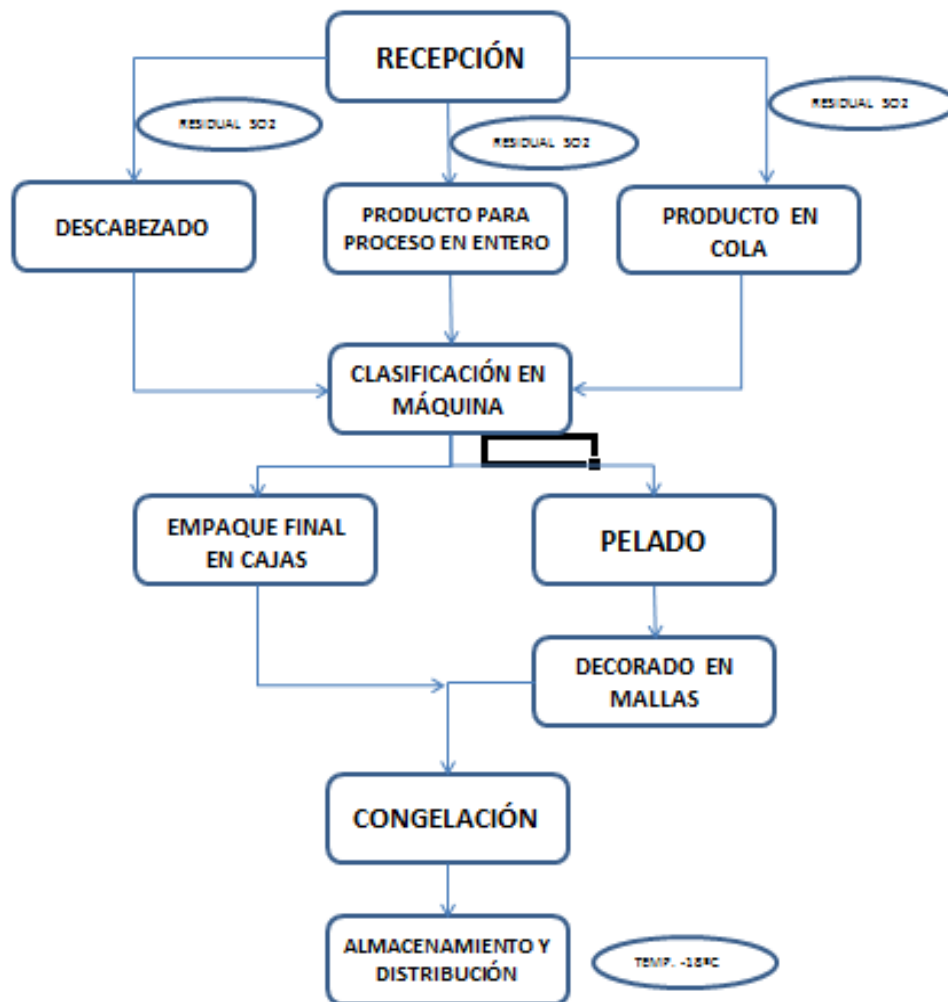 RECEPCIÓN
RESIDUAL SO2
RESIDUAL SO2
RESIDUAL SO2
DESCABEZADO
PRODUCTO PARA
PROCESO EN ENTERO
PRODUCTO EN
COLA
CLASIFICACIÓN EN
MÁQUINA
EMPAQUE FINAL
EN CAJAS
PELADO
DECORADO EN
MALLAS
CONGELACIÓN
ALMACENAMIENTO Y
DISTRIBUCIÓN
TEMP. -18ºC